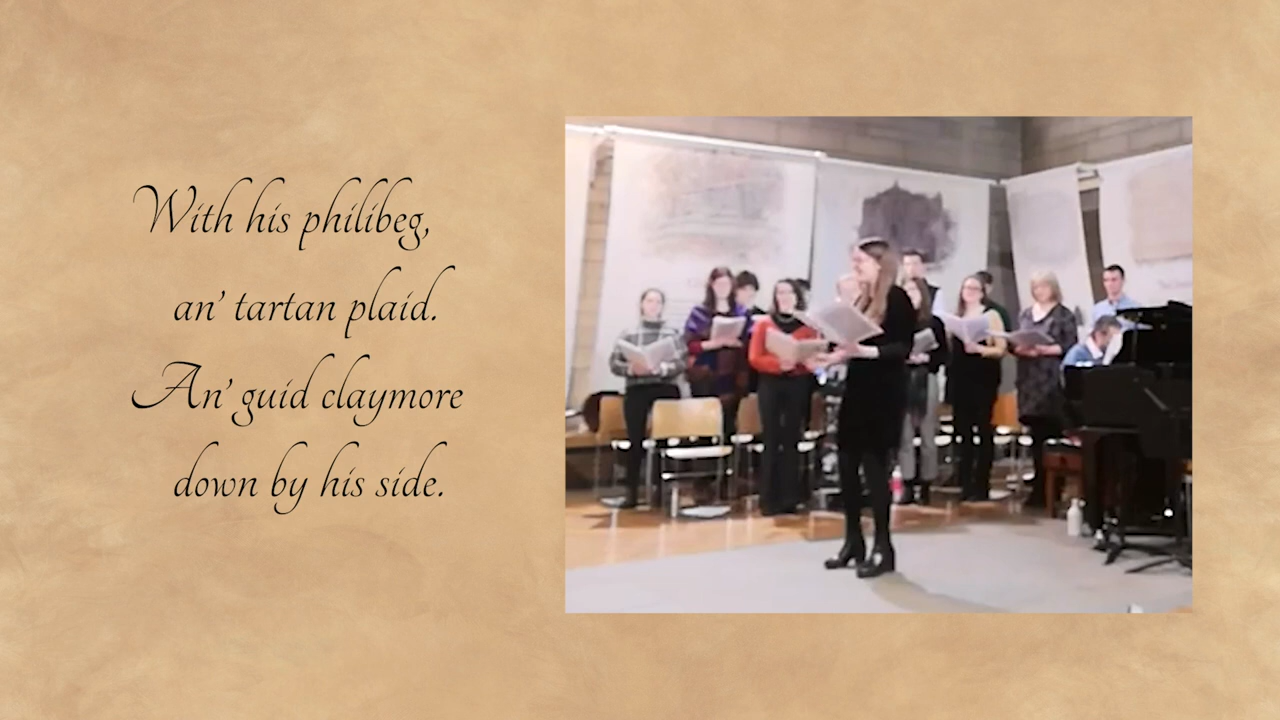 With his philibeg,
an' tartan plaid.
An' guid claymore
down by his side.